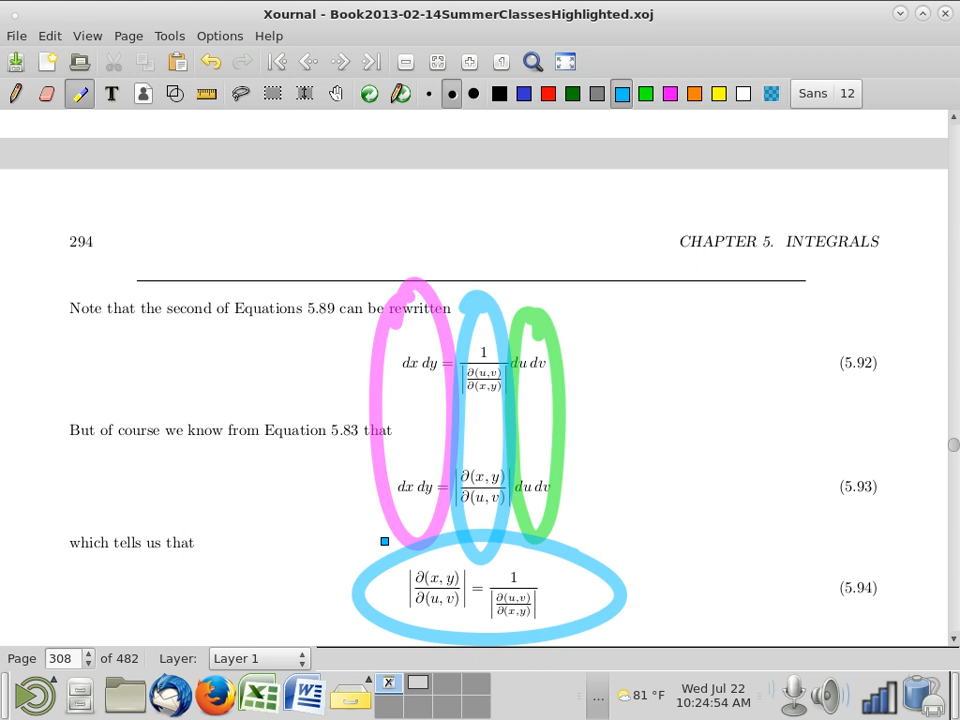 Xournal - Book2013-02-14SummerClassesHighlighted.xoj
File Edit View Page Tools Options Help
Sans 12
294 CHAPTER 5. INTEGRALS
Note that the second of Equations 5.89 can be rewritten
dx dy = 1 / |∂(u,v)/∂(x,y)| du dv (5.92)
But of course we know from Equation 5.83 that
dx dy = |∂(x, y)/∂(u, v)| du dv (5.93)
which tells us that
|∂(x, y)/∂(u, v)| = 1 / |∂(u,v)/∂(x,y)| (5.94)
Page 308 of 482 Layer: Layer 1
... 81 °F Wed Jul 22
10:24:54 AM